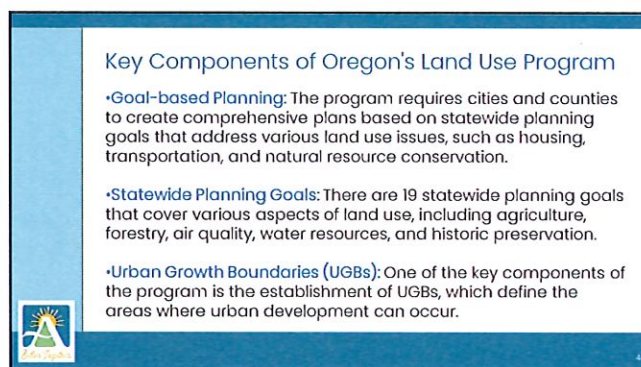 Key Components of Oregon's Land Use Program
•Goal-based Planning: The program requires cities and counties
to create comprehensive plans based on statewide planning
goals that address various land use issues, such as housing,
transportation, and natural resource conservation.
•Statewide Planning Goals: There are 19 statewide planning goals
that cover various aspects of land use, including agriculture,
forestry, air quality, water resources, and historic preservation.
•Urban Growth Boundaries (UGBs): One of the key components of
the program is the establishment of UGBs, which define the
areas where urban development can occur.
A
4